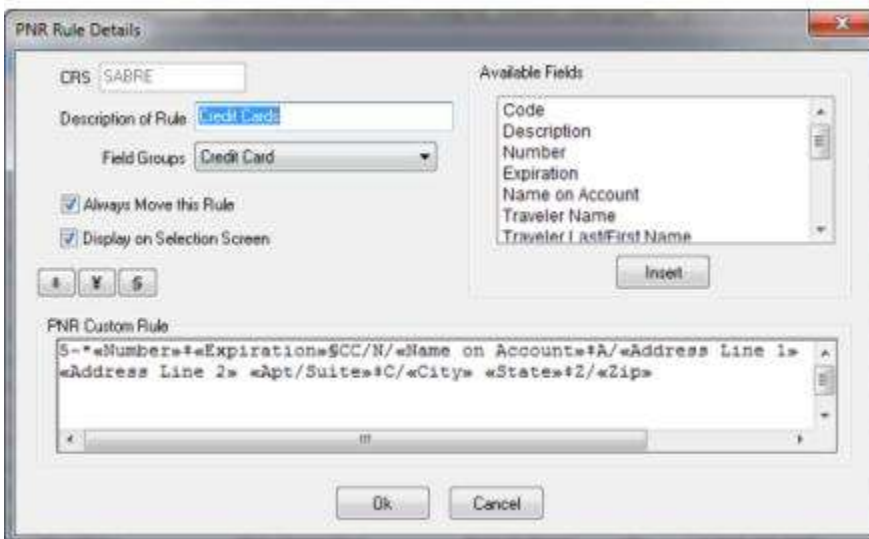 PNR Rule Details
CRS SABRE
Description of Rule Credit Cards
Field Groups Credit Card
Always Move this Rule
Display on Selection Screen
‡ ¥ §
Available Fields
Code
Description
Number
Expiration
Name on Account
Traveler Name
Traveler Last/First Name
Insert
PNR Custom Rule
5-*«Number»‡«Expiration»§CC/N/«Name on Account»‡A/«Address Line 1»
«Address Line 2» «Apt/Suite»‡C/«City» «State»‡Z/«Zip»
Ok
Cancel